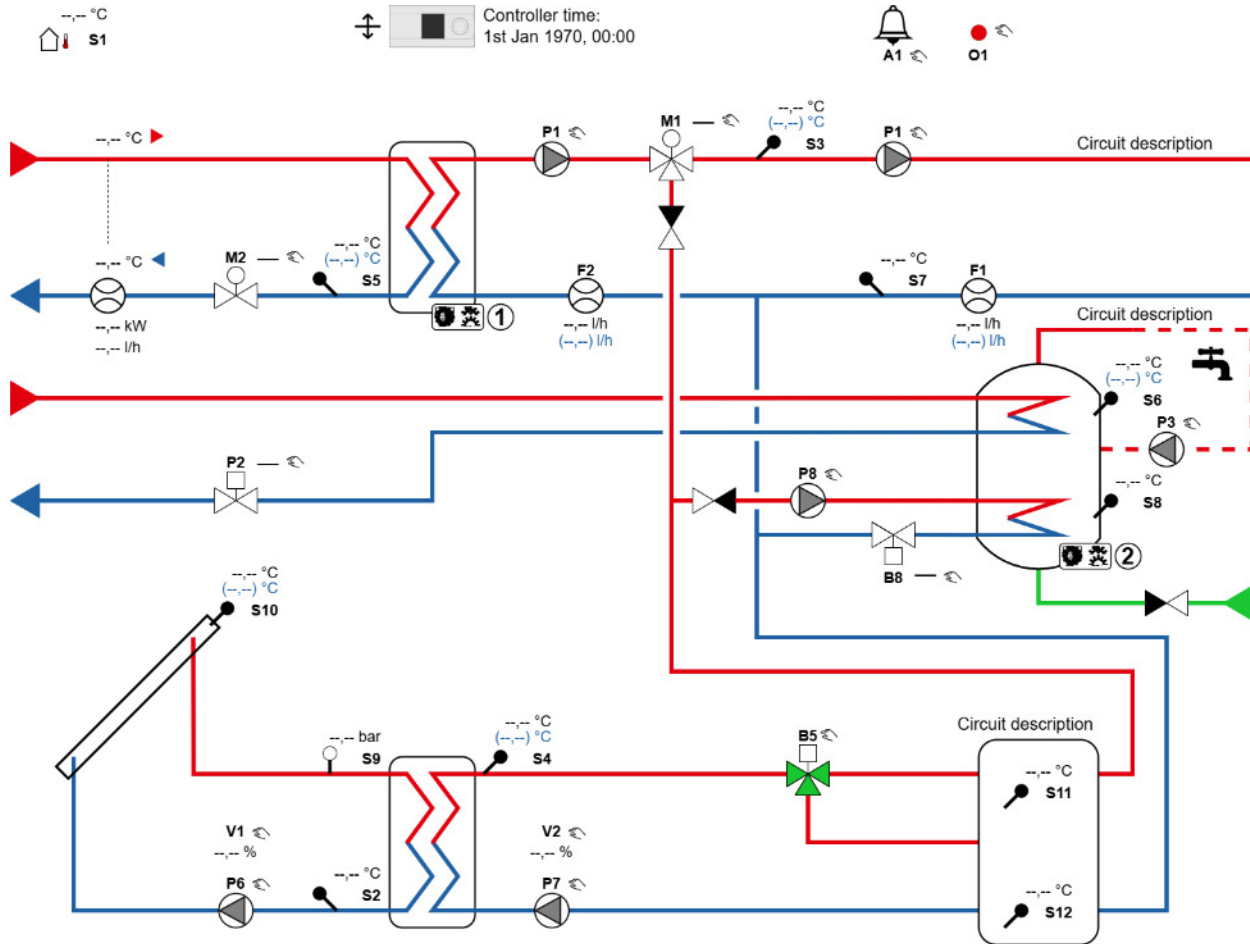 --,-- °C
S1
Controller time:
1st Jan 1970, 00:00
A1
O1
--,-- °C
P1
M1
--,-- °C
(--,--) °C
S3
P1
Circuit description
--,-- °C
M2
--,-- °C
(--,--) °C
S5
F2
--,-- °C
S7
F1
--,-- kW
--,-- l/h
1
--,-- l/h
(--,--) l/h
--,-- l/h
(--,--) l/h
Circuit description
--,-- °C
(--,--) °C
S6
P3
P2
P8
--,-- °C
S8
B8
2
--,-- °C
(--,--) °C
S10
--,-- bar
S9
--,-- °C
(--,--) °C
S4
B5
Circuit description
--,-- °C
S11
V1
--,-- %
V2
--,-- %
P6
--,-- °C
S2
P7
--,-- °C
S12